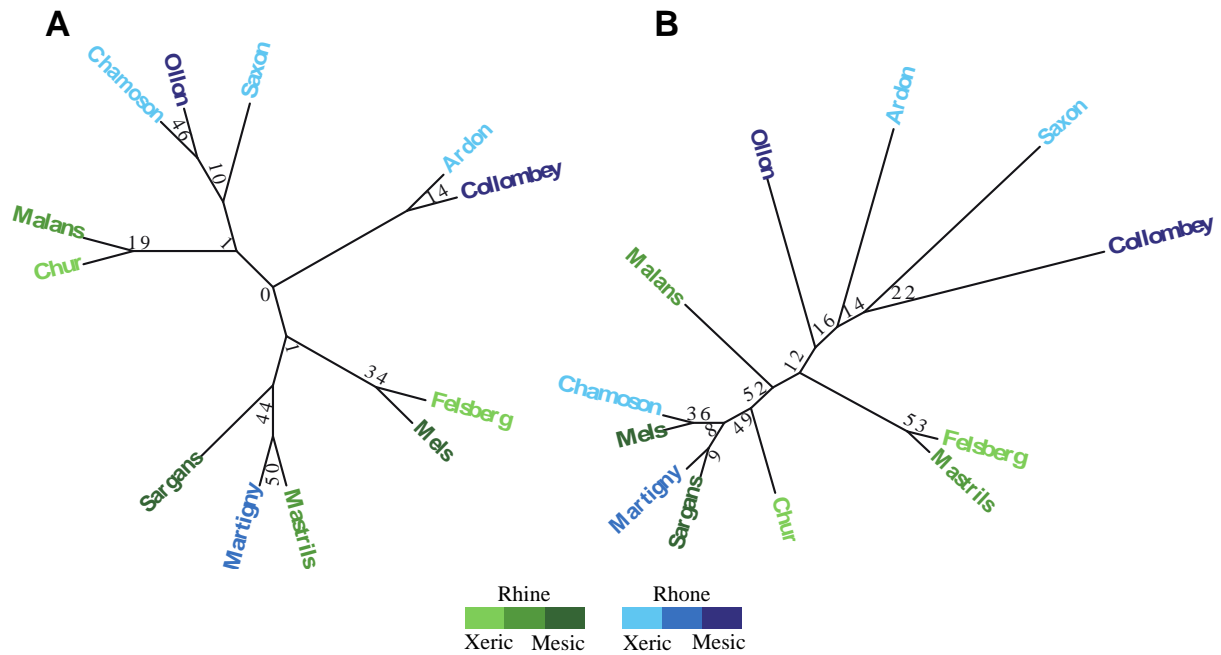 A
Chamoson
Ollon
Saxon
46
10
Ardon
14
Collombey
Malans
19
Chur
1
0
1
34
Felsberg
Mels
44
Sargans
50
Martigny
Mastrils
B
Ardon
Saxon
Ollon
Collombey
Malans
22
14
16
12
52
Chamoson
36
49
53
Felsberg
Mels
8
9
Mastrils
Martigny
Sargans
Chur
Rhine
Rhone
Xeric Mesic
Xeric Mesic